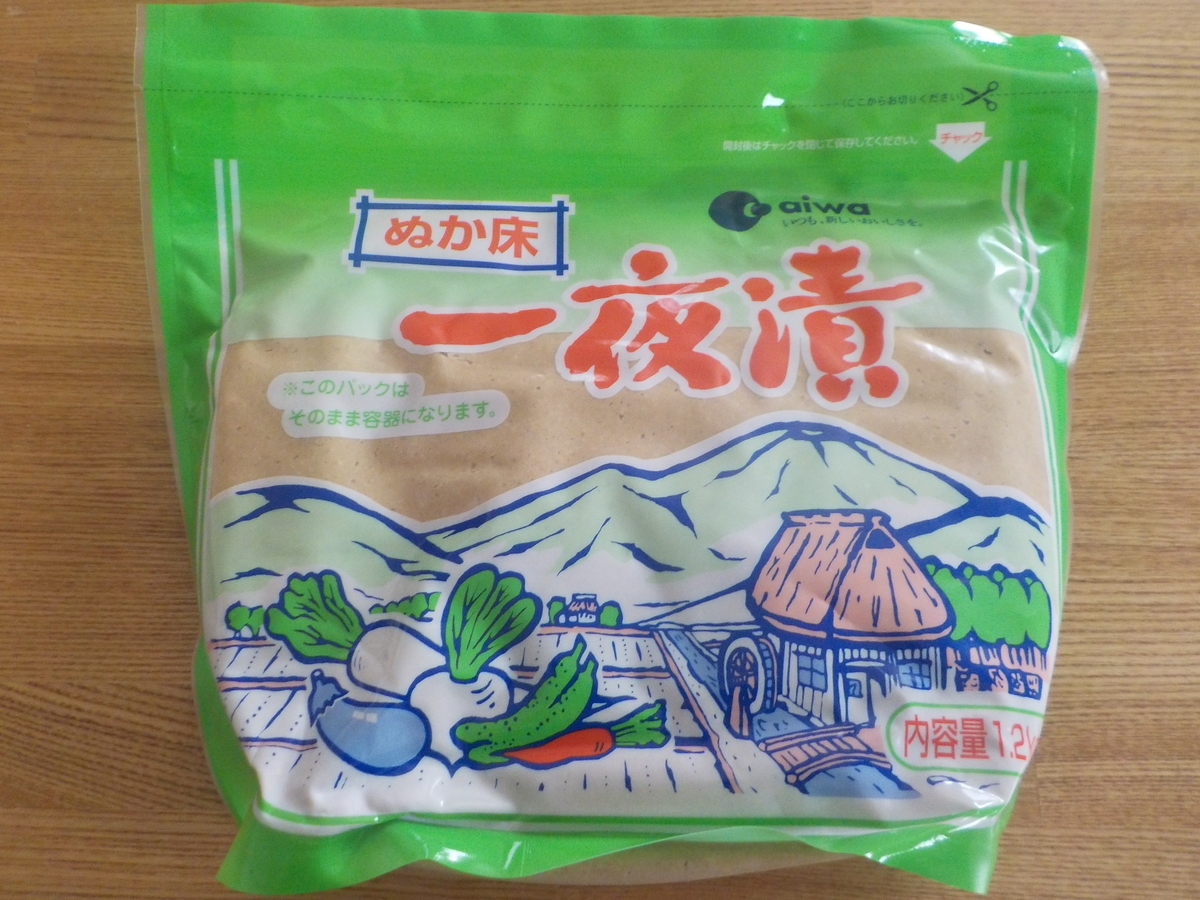 (ここからお切りください)
開封後はチャックを閉じて保存してください。
チャック
aiwa
いつも、新しいおいしさを。
ぬか床
一夜漬
※このパックは
そのまま容器になります。
内容量1.2